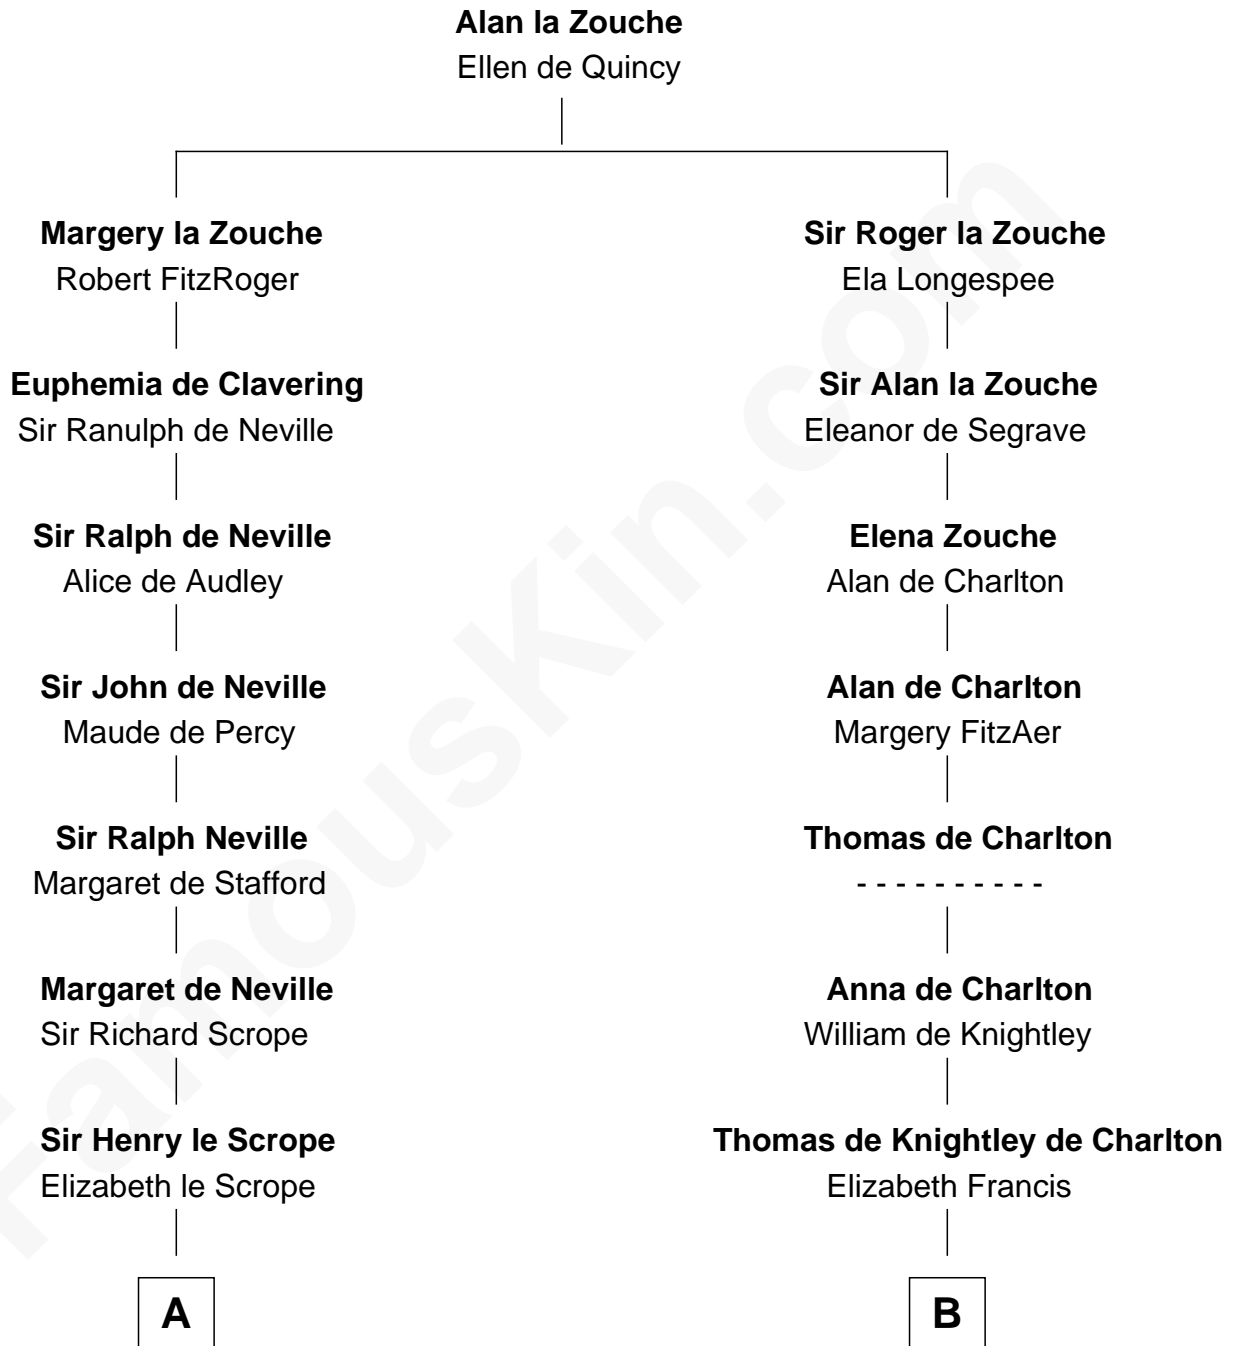 Alan la Zouche
Ellen de Quincy
Margery la Zouche
Robert FitzRoger
Sir Roger la Zouche
Ela Longespee
Euphemia de Clavering
Sir Ranulph de Neville
Sir Alan la Zouche
Eleanor de Segrave
Sir Ralph de Neville
Alice de Audley
Elena Zouche
Alan de Charlton
Sir John de Neville
Maude de Percy
Alan de Charlton
Margery FitzAer
Sir Ralph Neville
Margaret de Stafford
Thomas de Charlton
- - - - - - - - - -
Margaret de Neville
Sir Richard Scrope
Anna de Charlton
William de Knightley
Sir Henry le Scrope
Elizabeth le Scrope
Thomas de Knightley de Charlton
Elizabeth Francis
A
B
FamousKin.com